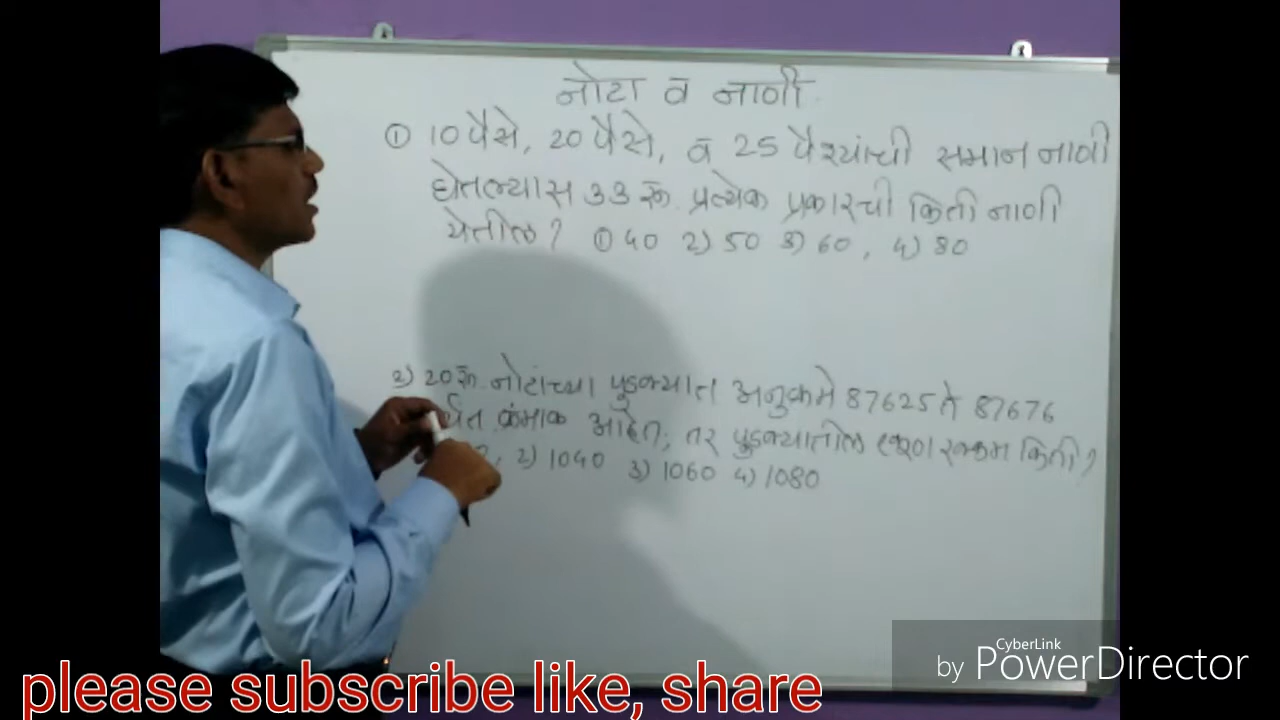 नोटा व नाणी
① 10 पैसे, 20 पैसे, व 25 पैश्यांची समान नाणी
घेतल्यास 33 रू. प्रत्येक प्रकारची किती नाणी
येतील? ① 40 2) 50 3) 60, 4) 80
2) 20 रू. नोटांच्या पुडक्यात अनुक्रमे 87625 ते 87676
र्यंत क्रंमाक आहेत, तर पुडक्यातील एकूण रक्कम किती?
2) 1040 3) 1060 4) 1080
please subscribe like, share
CyberLink
by PowerDirector